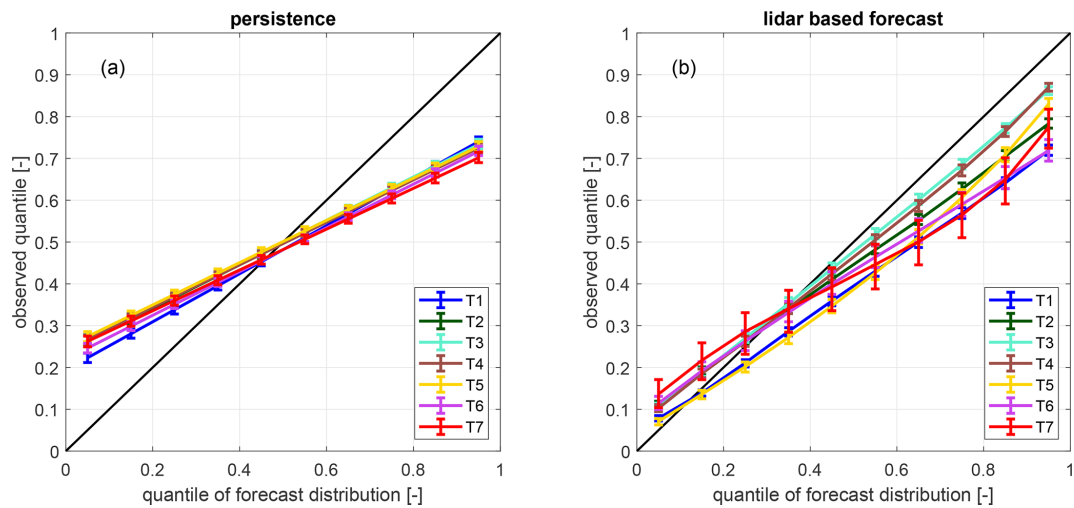 persistence
(a)
observed quantile [-]
1
0.9
0.8
0.7
0.6
0.5
0.4
0.3
0.2
0.1
0
0 0.2 0.4 0.6 0.8 1
quantile of forecast distribution [-]
T1
T2
T3
T4
T5
T6
T7
lidar based forecast
(b)
observed quantile [-]
1
0.9
0.8
0.7
0.6
0.5
0.4
0.3
0.2
0.1
0
0 0.2 0.4 0.6 0.8 1
quantile of forecast distribution [-]
T1
T2
T3
T4
T5
T6
T7